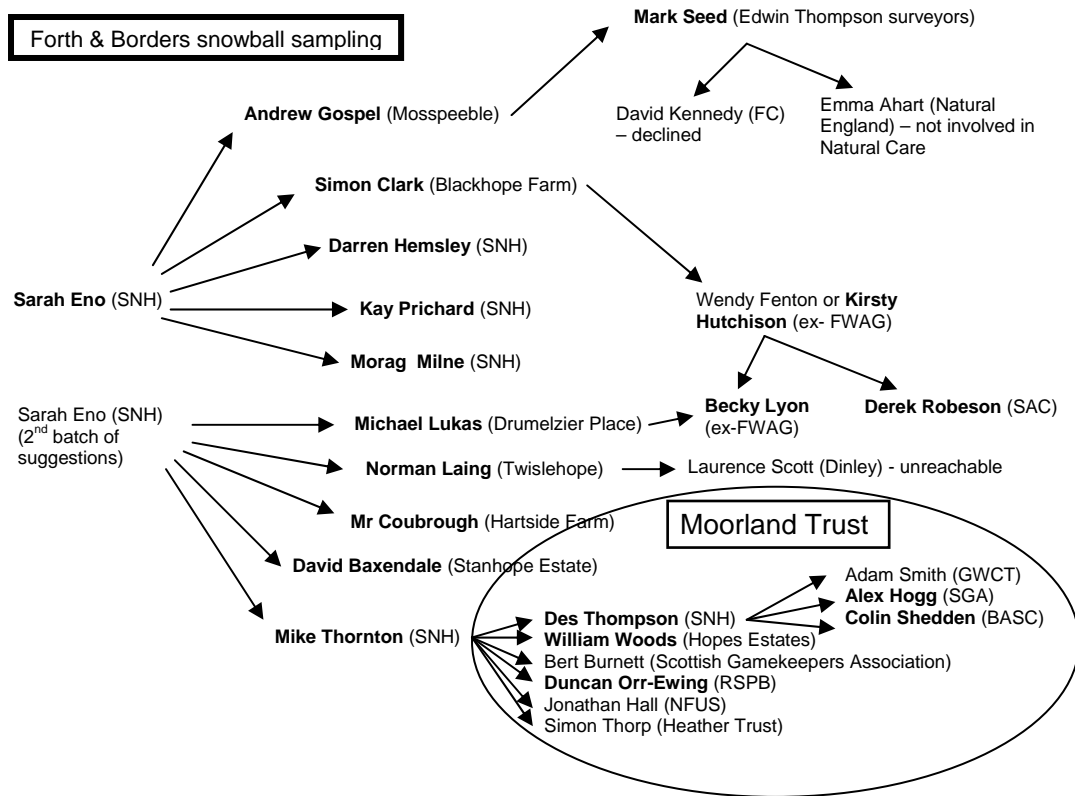 Forth & Borders snowball sampling
Mark Seed (Edwin Thompson surveyors)
Andrew Gospel (Mosspeeble)
David Kennedy (FC)
– declined
Emma Ahart (Natural
England) – not involved in
Natural Care
Simon Clark (Blackhope Farm)
Darren Hemsley (SNH)
Sarah Eno (SNH)
Kay Prichard (SNH)
Wendy Fenton or Kirsty
Hutchison (ex- FWAG)
Morag Milne (SNH)
Sarah Eno (SNH)
(2nd batch of
suggestions)
Michael Lukas (Drumelzier Place)
Becky Lyon
(ex-FWAG)
Derek Robeson (SAC)
Norman Laing (Twislehope)
Laurence Scott (Dinley) - unreachable
Mr Coubrough (Hartside Farm)
Moorland Trust
David Baxendale (Stanhope Estate)
Adam Smith (GWCT)
Alex Hogg (SGA)
Colin Shedden (BASC)
Mike Thornton (SNH)
Des Thompson (SNH)
William Woods (Hopes Estates)
Bert Burnett (Scottish Gamekeepers Association)
Duncan Orr-Ewing (RSPB)
Jonathan Hall (NFUS)
Simon Thorp (Heather Trust)